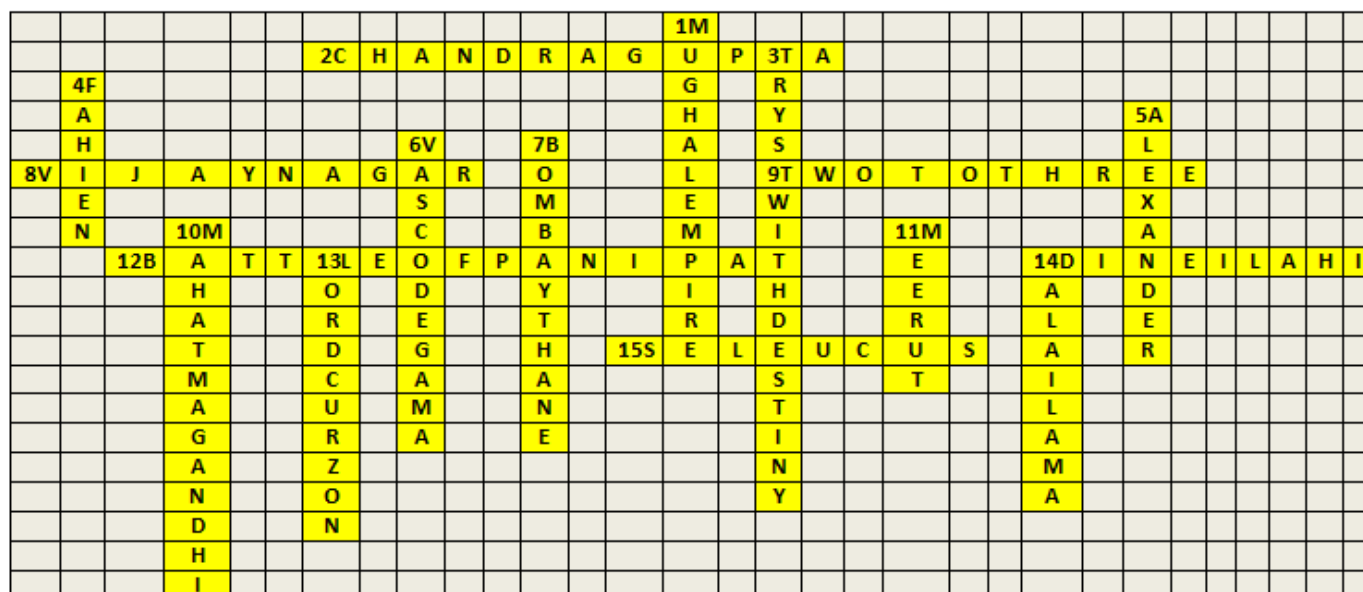 1M
2C H A N D R A G U P 3T A
4F G R
A H Y 5A
H 6V 7B A S L
8V I J A Y N A G A R O L 9T W O T O T H R E E
E S M E W X
N 10M C B M I 11M A
12B A T T 13L E O F P A N I P A T E 14D I N E I L A H I
H O D Y I H E A D
A R E T R D R L E
T D G H 15S E L E U C U S A R
M C A A S T I
A U M N T L
G R A E I A
A Z N M
N O Y A
D N
H
I